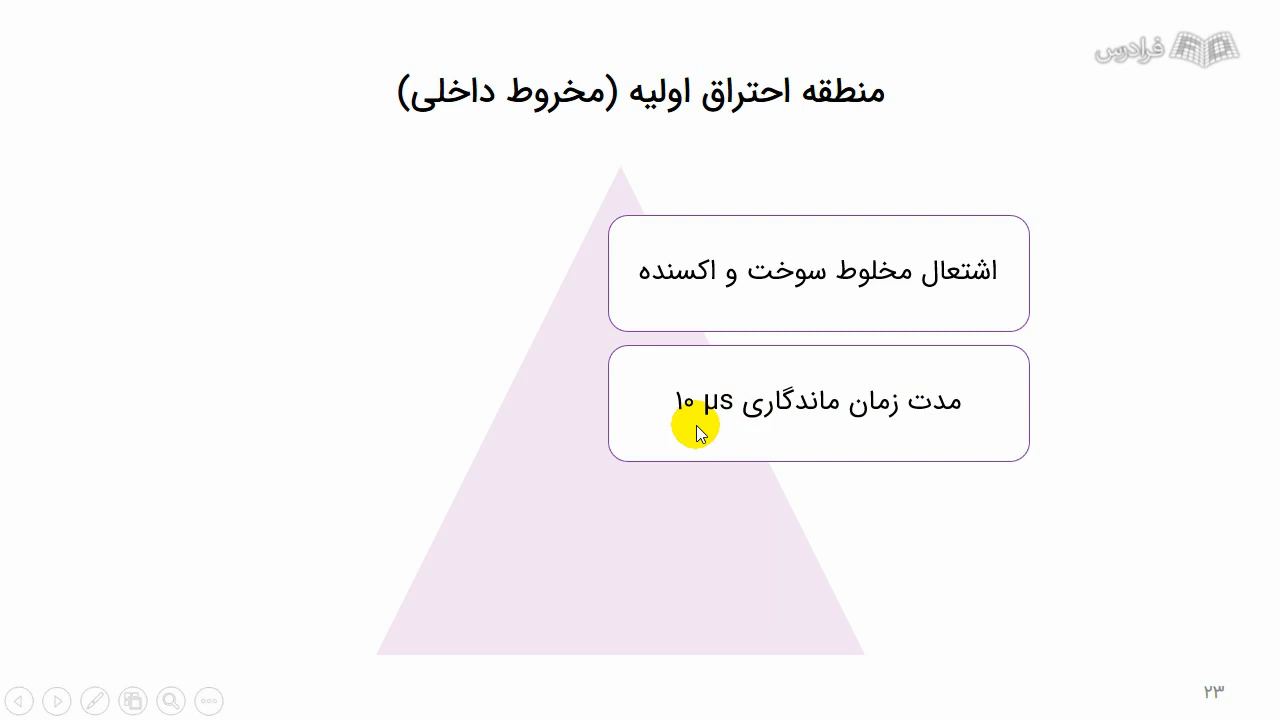 فرادرس
منطقه احتراق اولیه (مخروط داخلی)
اشتعال مخلوط سوخت و اکسنده
مدت زمان ماندگاری ۱۰ µs
۲۳